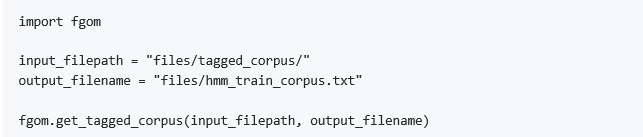 import fgom
input_filepath = "files/tagged_corpus/"
output_filename = "files/hmm_train_corpus.txt"
fgom.get_tagged_corpus(input_filepath, output_filename)